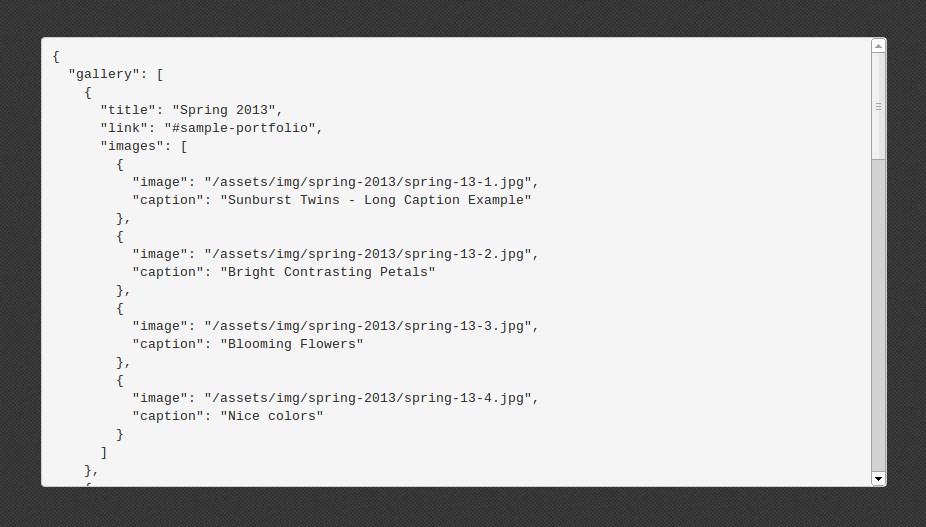 {
  "gallery": [
    {
      "title": "Spring 2013",
      "link": "#sample-portfolio",
      "images": [
        {
          "image": "/assets/img/spring-2013/spring-13-1.jpg",
          "caption": "Sunburst Twins - Long Caption Example"
        },
        {
          "image": "/assets/img/spring-2013/spring-13-2.jpg",
          "caption": "Bright Contrasting Petals"
        },
        {
          "image": "/assets/img/spring-2013/spring-13-3.jpg",
          "caption": "Blooming Flowers"
        },
        {
          "image": "/assets/img/spring-2013/spring-13-4.jpg",
          "caption": "Nice colors"
        }
      ]
    },
    {